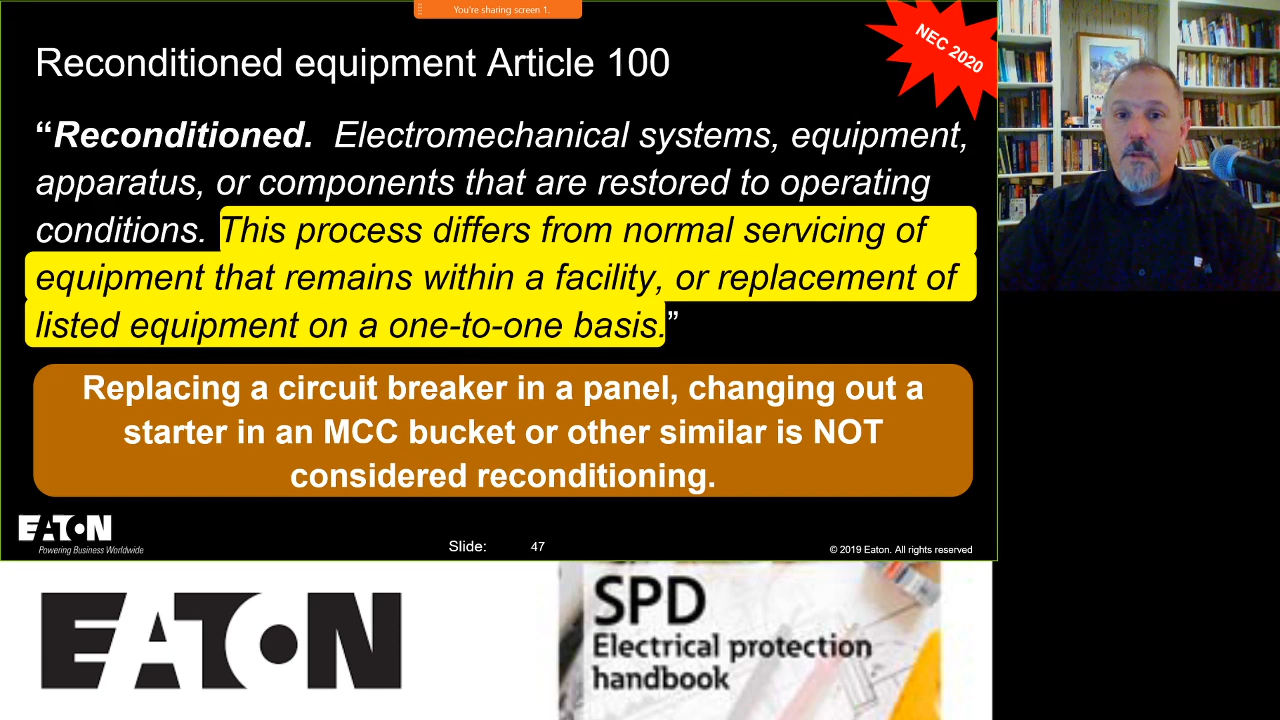 You're sharing screen 1.
NEC 2020
Reconditioned equipment Article 100
“Reconditioned. Electromechanical systems, equipment,
apparatus, or components that are restored to operating
conditions. This process differs from normal servicing of
equipment that remains within a facility, or replacement of
listed equipment on a one-to-one basis.”
Replacing a circuit breaker in a panel, changing out a
starter in an MCC bucket or other similar is NOT
considered reconditioning.
EATON
Powering Business Worldwide
Slide: 47
© 2019 Eaton. All rights reserved
EATON
SPD
Electrical protection
handbook